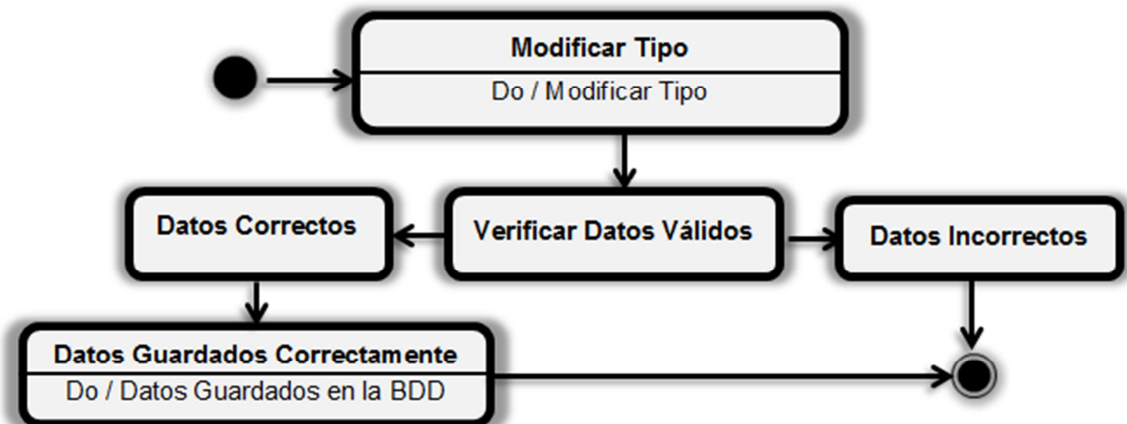 Modificar Tipo
Do / Modificar Tipo
Datos Correctos
Verificar Datos Válidos
Datos Incorrectos
Datos Guardados Correctamente
Do / Datos Guardados en la BDD